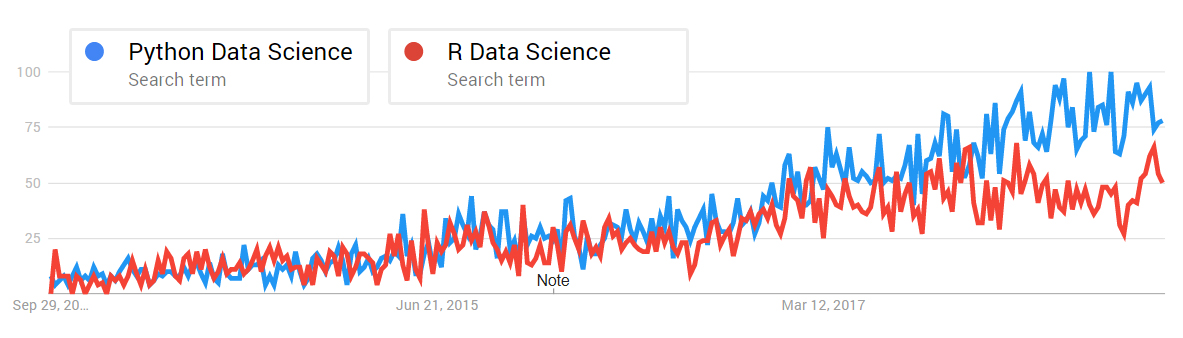 Python Data Science
Search term
R Data Science
Search term
100
75
50
25
Note
Sep 29, 20...
Jun 21, 2015
Mar 12, 2017